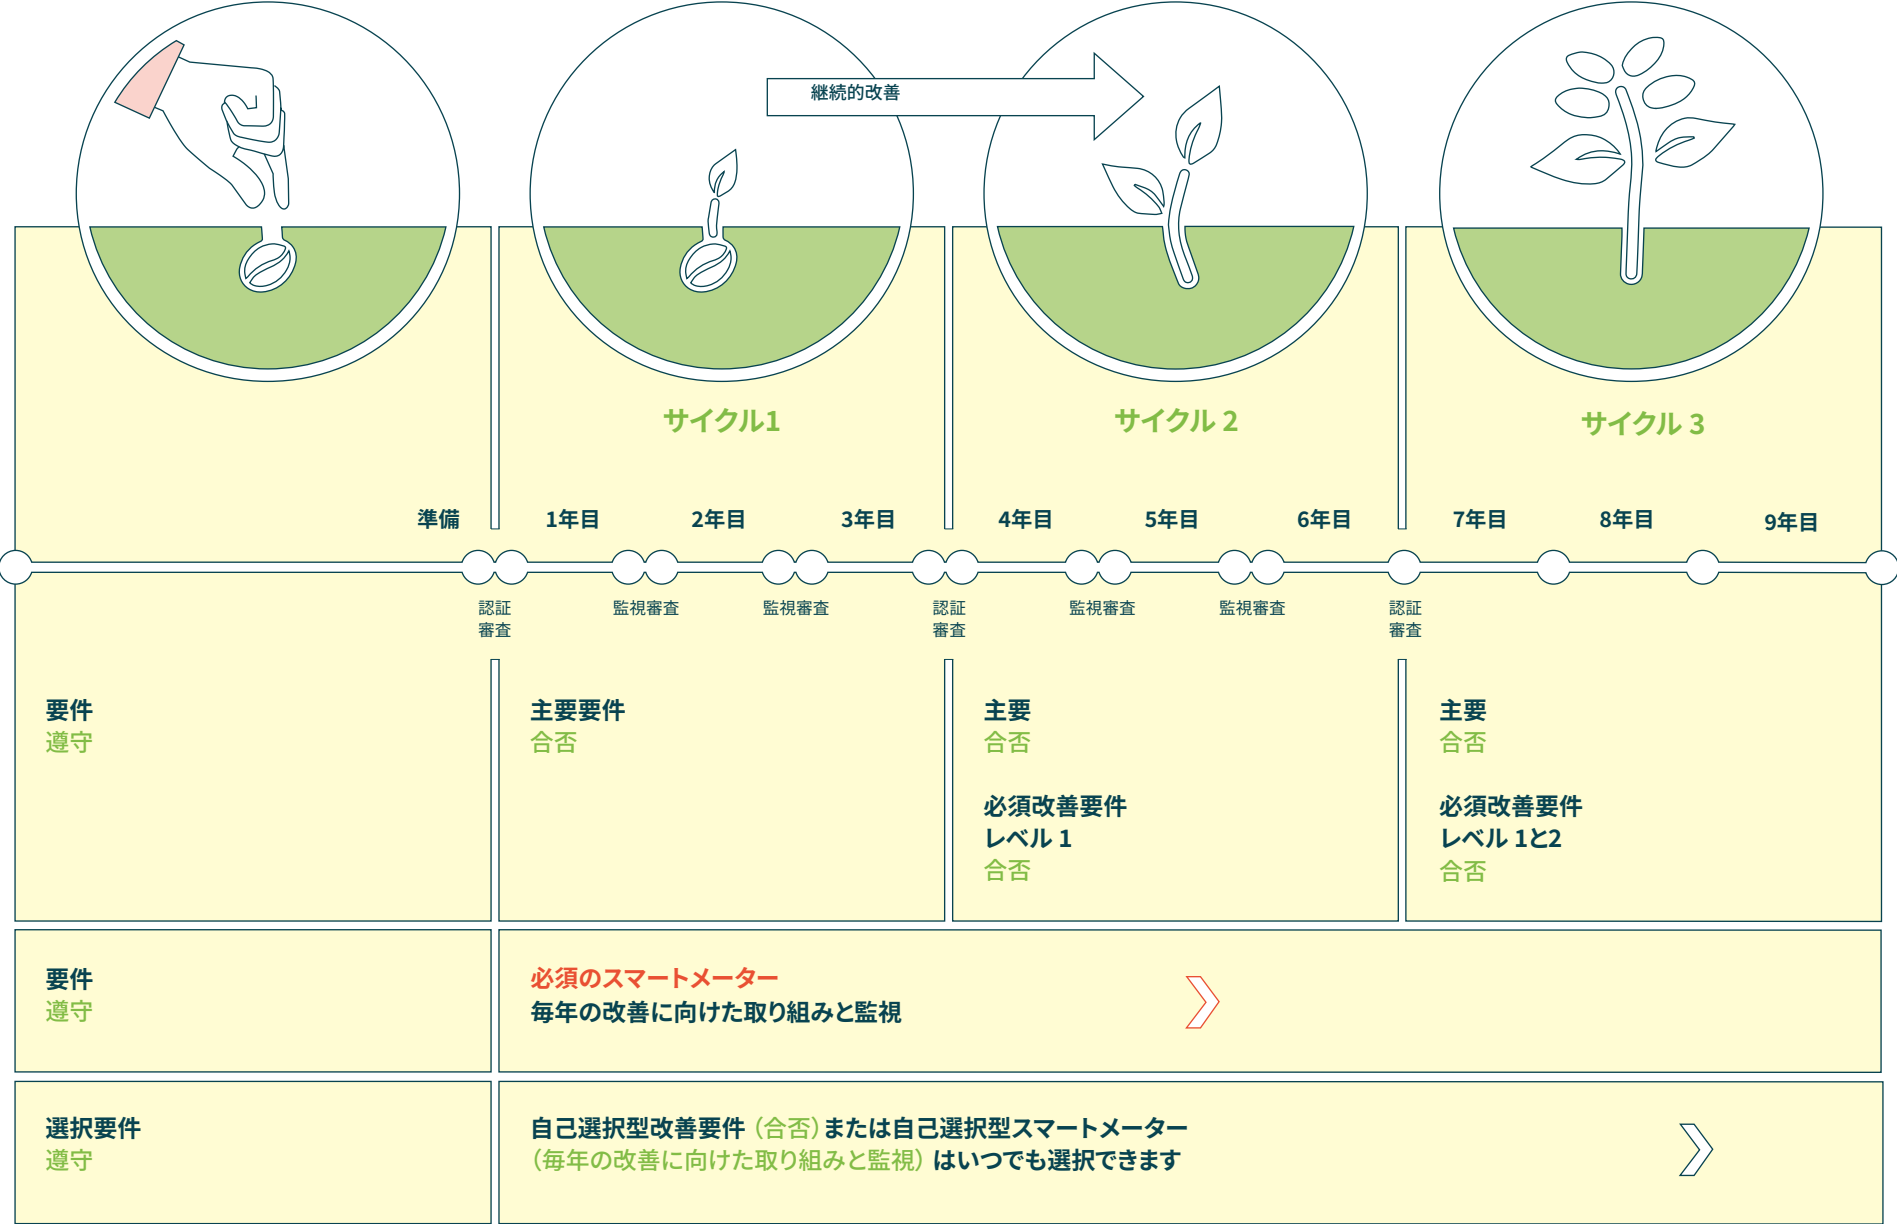 継続的改善
サイクル1
サイクル 2
サイクル 3
準備
1年目
2年目
3年目
4年目
5年目
6年目
7年目
8年目
9年目
認証
審査
監視審査
監視審査
認証
審査
監視審査
監視審査
認証
審査
要件
遵守
主要要件
合否
主要
合否
必須改善要件
レベル 1
合否
主要
合否
必須改善要件
レベル 1と2
合否
要件
遵守
必須のスマートメーター
毎年の改善に向けた取り組みと監視
選択要件
遵守
自己選択型改善要件（合否）または自己選択型スマートメーター
（毎年の改善に向けた取り組みと監視）はいつでも選択できます